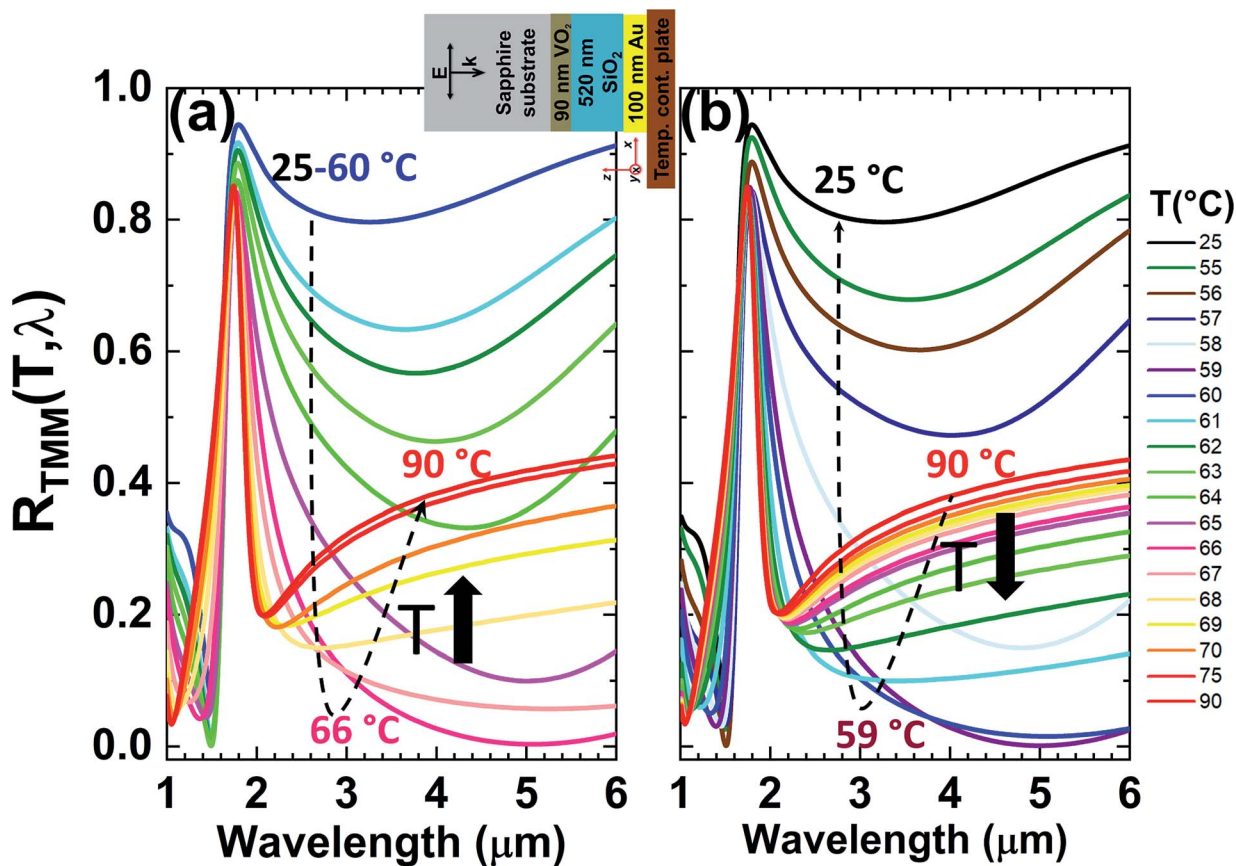 E
k
Sapphire
substrate
90 nm VO₂
520 nm
SiO₂
100 nm Au
Temp. cont. plate
x
z
y
(a)
25-60 °C
90 °C
T
66 °C
1.0
0.8
0.6
0.4
0.2
0.0
R_TMM(T,λ)
1 2 3 4 5 6
Wavelength (μm)
(b)
25 °C
90 °C
T
59 °C
1 2 3 4 5 6
Wavelength (μm)
T(°C)
25
55
56
57
58
59
60
61
62
63
64
65
66
67
68
69
70
75
90